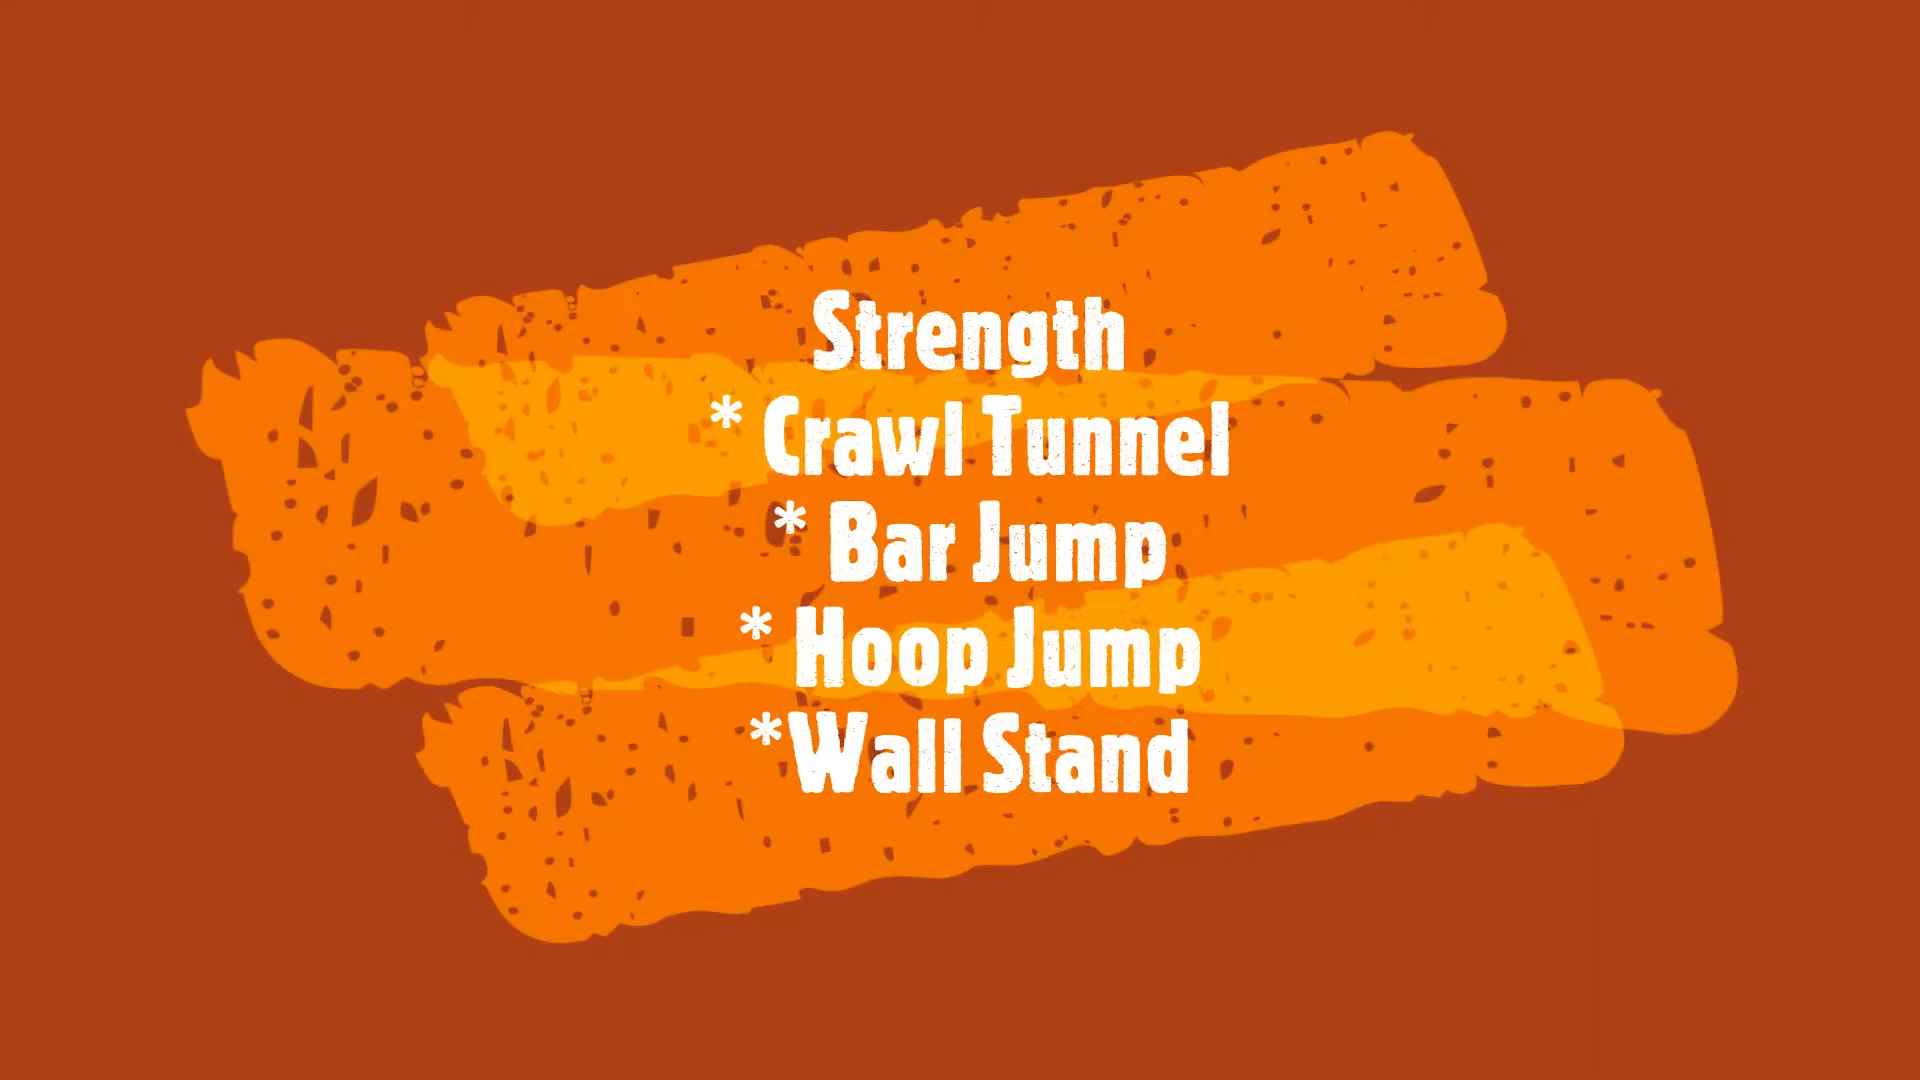 Strength
* Crawl Tunnel
* Bar Jump
* Hoop Jump
*Wall Stand